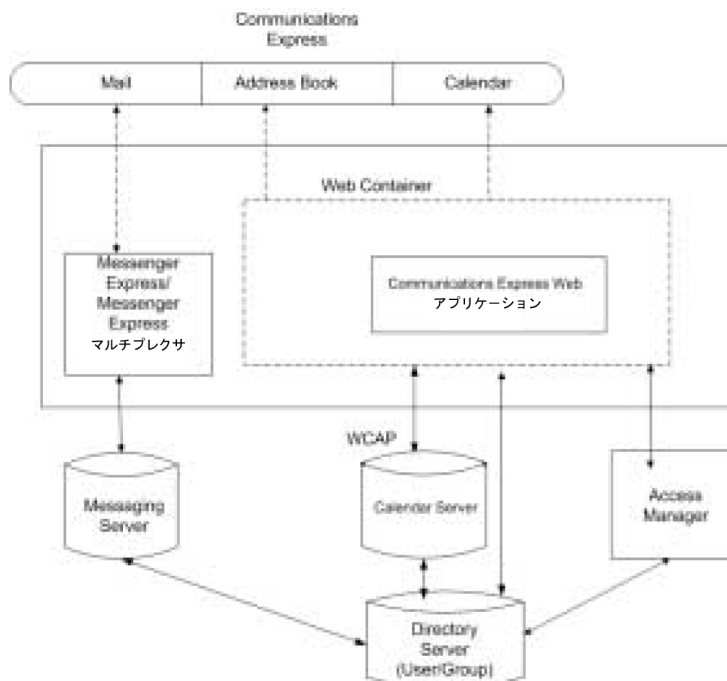 Communications
Express
Mail
Address Book
Calendar
Web Container
Messenger
Express/
Messenger
Express
マルチプレクサ
Communications Express Web
アプリケーション
WCAP
Messaging
Server
Calendar Server
Access
Manager
Directory
Server
(User/Group)